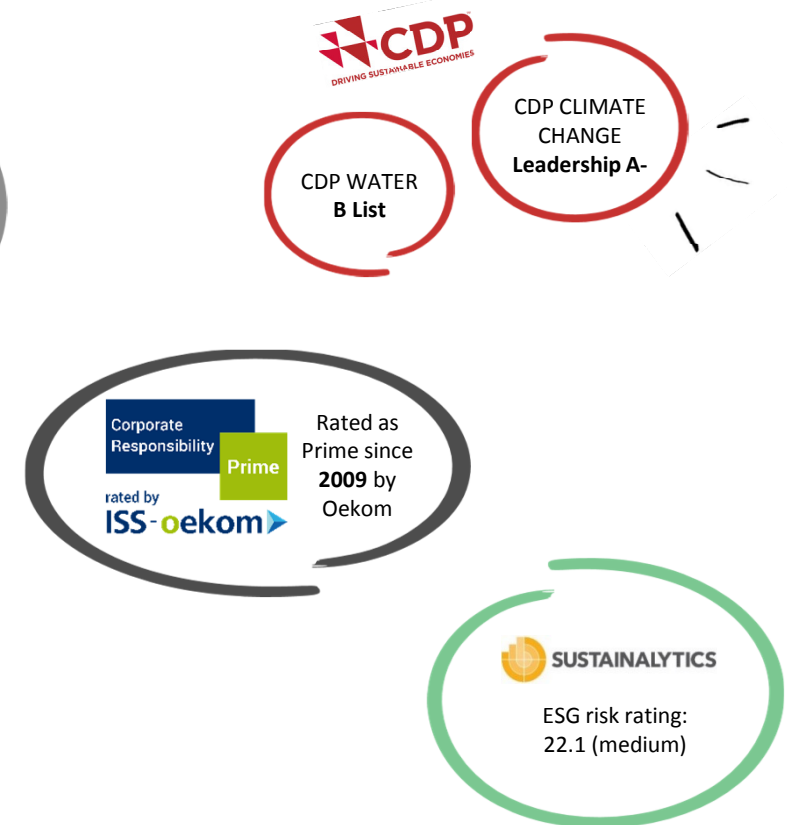 CDP
DRIVING SUSTAINABLE ECONOMIES
CDP CLIMATE
CHANGE
Leadership A-
CDP WATER
B List
Corporate
Responsibility
Prime
rated by
ISS-oekom
Rated as
Prime since
2009 by
Oekom
SUSTAINALYTICS
ESG risk rating:
22.1 (medium)